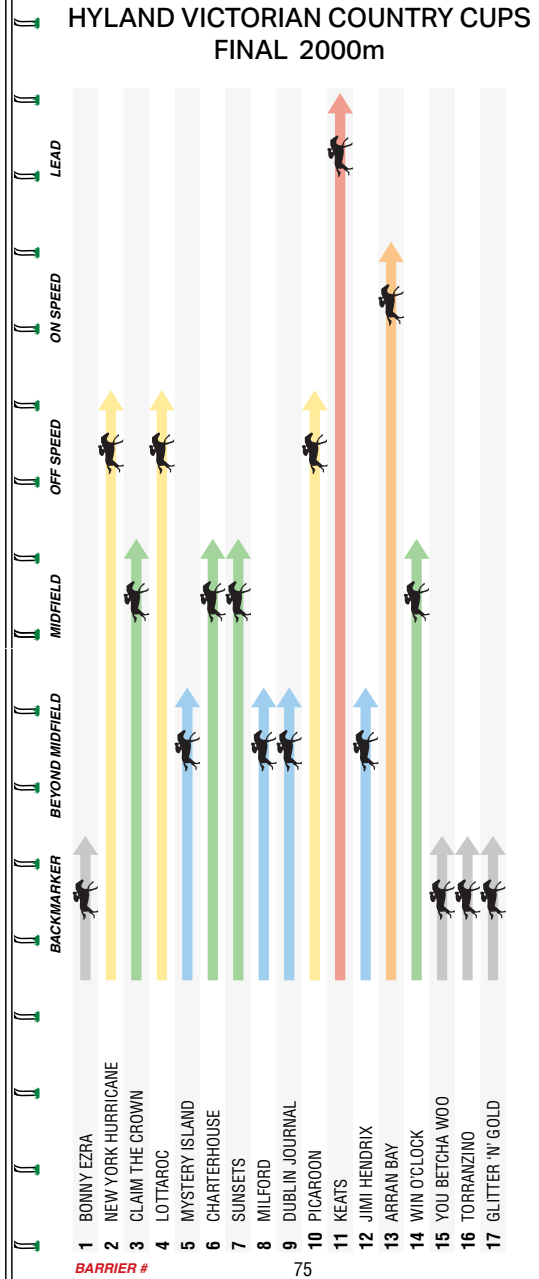 HYLAND VICTORIAN COUNTRY CUPS
FINAL 2000m
LEAD
ON SPEED
OFF SPEED
MIDFIELD
BEYOND MIDFIELD
BACKMARKER
1 BONNY EZRA
2 NEW YORK HURRICANE
3 CLAIM THE CROWN
4 LOTTAROC
5 MYSTERY ISLAND
6 CHARTERHOUSE
7 SUNSETS
8 MILFORD
9 DUBLIN JOURNAL
10 PICAROON
11 KEATS
12 JIMI HENDRIX
13 ARRAN BAY
14 WIN O'CLOCK
15 YOU BETCHA WOO
16 TORRANZINO
17 GLITTER 'N' GOLD
BARRIER #
75